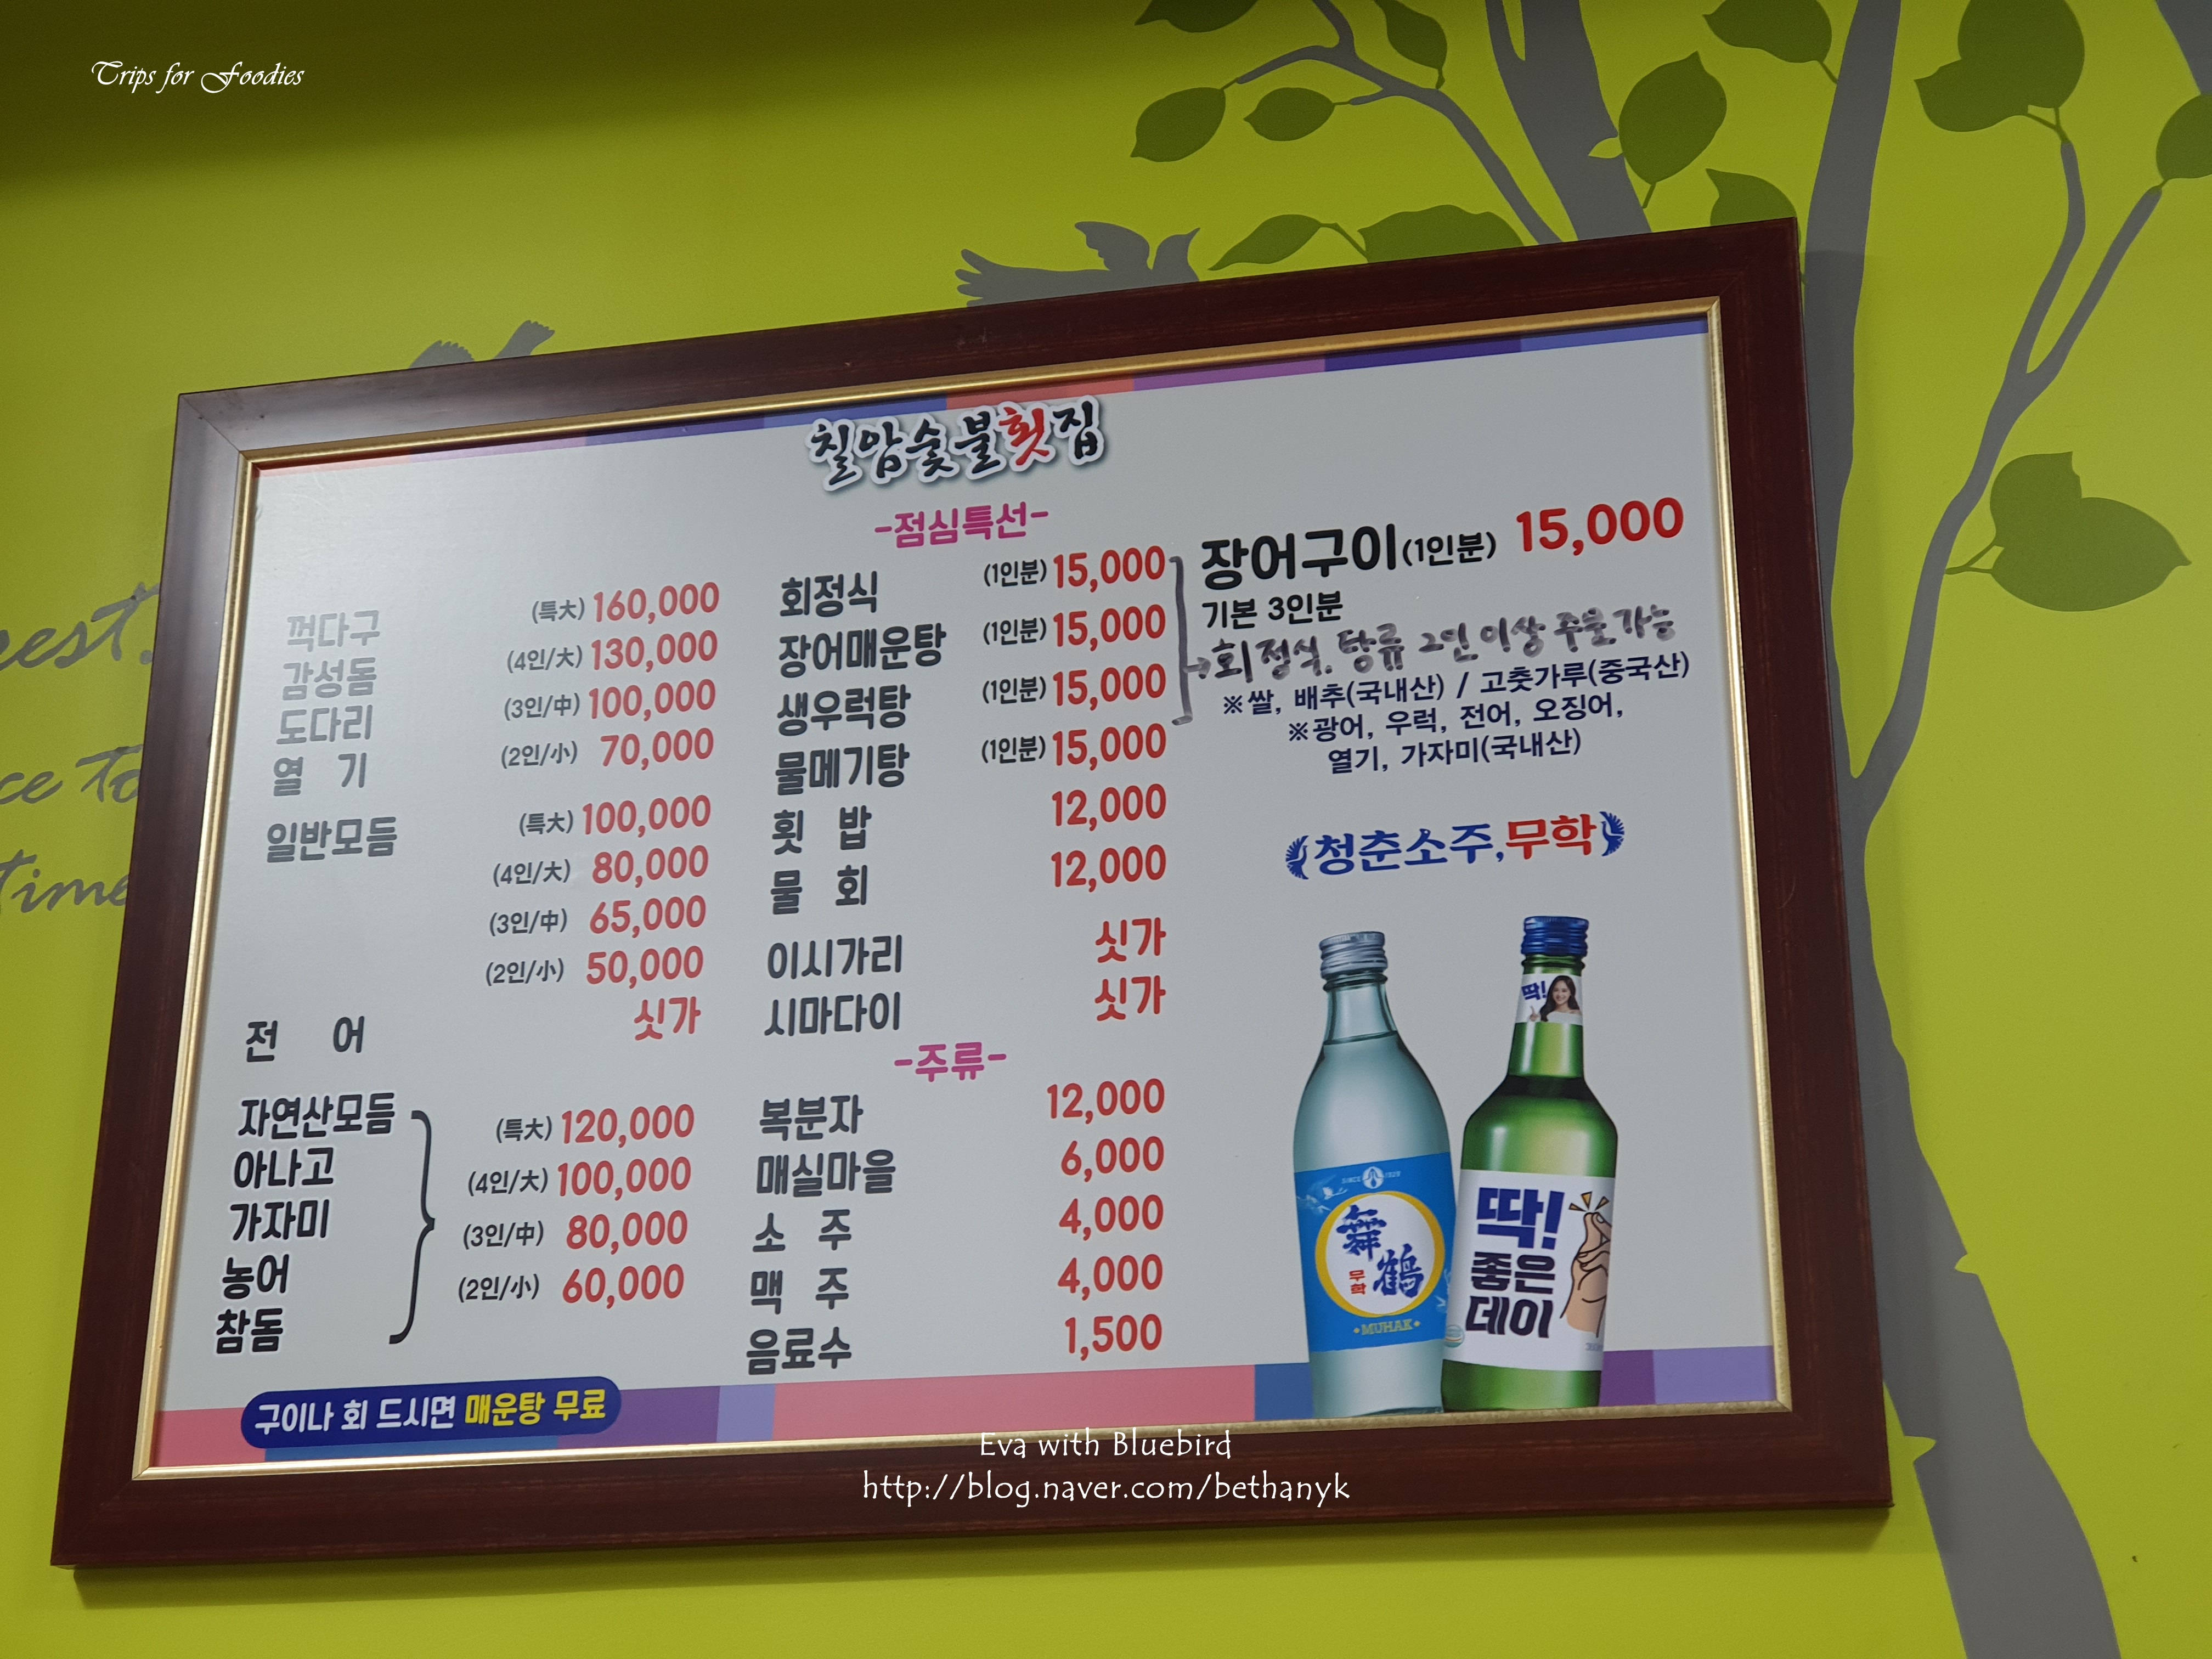 Trips for Foodies
est.
ce to
time
칠암숯불횟집
꺽다구 (특大) 160,000
감성돔 (4인/大) 130,000
도다리 (3인/中) 100,000
열 기 (2인/小) 70,000
일반모듬 (특大) 100,000
(4인/大) 80,000
(3인/中) 65,000
(2인/小) 50,000
전 어 싯가
자연산모듬 (특大) 120,000
아나고 (4인/大) 100,000
가자미 (3인/中) 80,000
농어 (2인/小) 60,000
참돔
구이나 회 드시면 매운탕 무료
-점심특선-
회정식 (1인분) 15,000
장어매운탕 (1인분) 15,000
생우럭탕 (1인분) 15,000
물메기탕 (1인분) 15,000
횟 밥 12,000
물 회 12,000
이시가리 싯가
시마다이 싯가
-주류-
복분자 12,000
매실마을 6,000
소 주 4,000
맥 주 4,000
음료수 1,500
장어구이(1인분) 15,000
기본 3인분
→회정식, 탕류 2인 이상 주문가능
※쌀, 배추(국내산) / 고춧가루(중국산)
※광어, 우럭, 전어, 오징어,
열기, 가자미(국내산)
청춘소주,무학
딱!
SINCE 1929
舞鶴
무학
MUHAK
딱!
좋은
데이
Eva with Bluebird
http://blog.naver.com/bethanyk